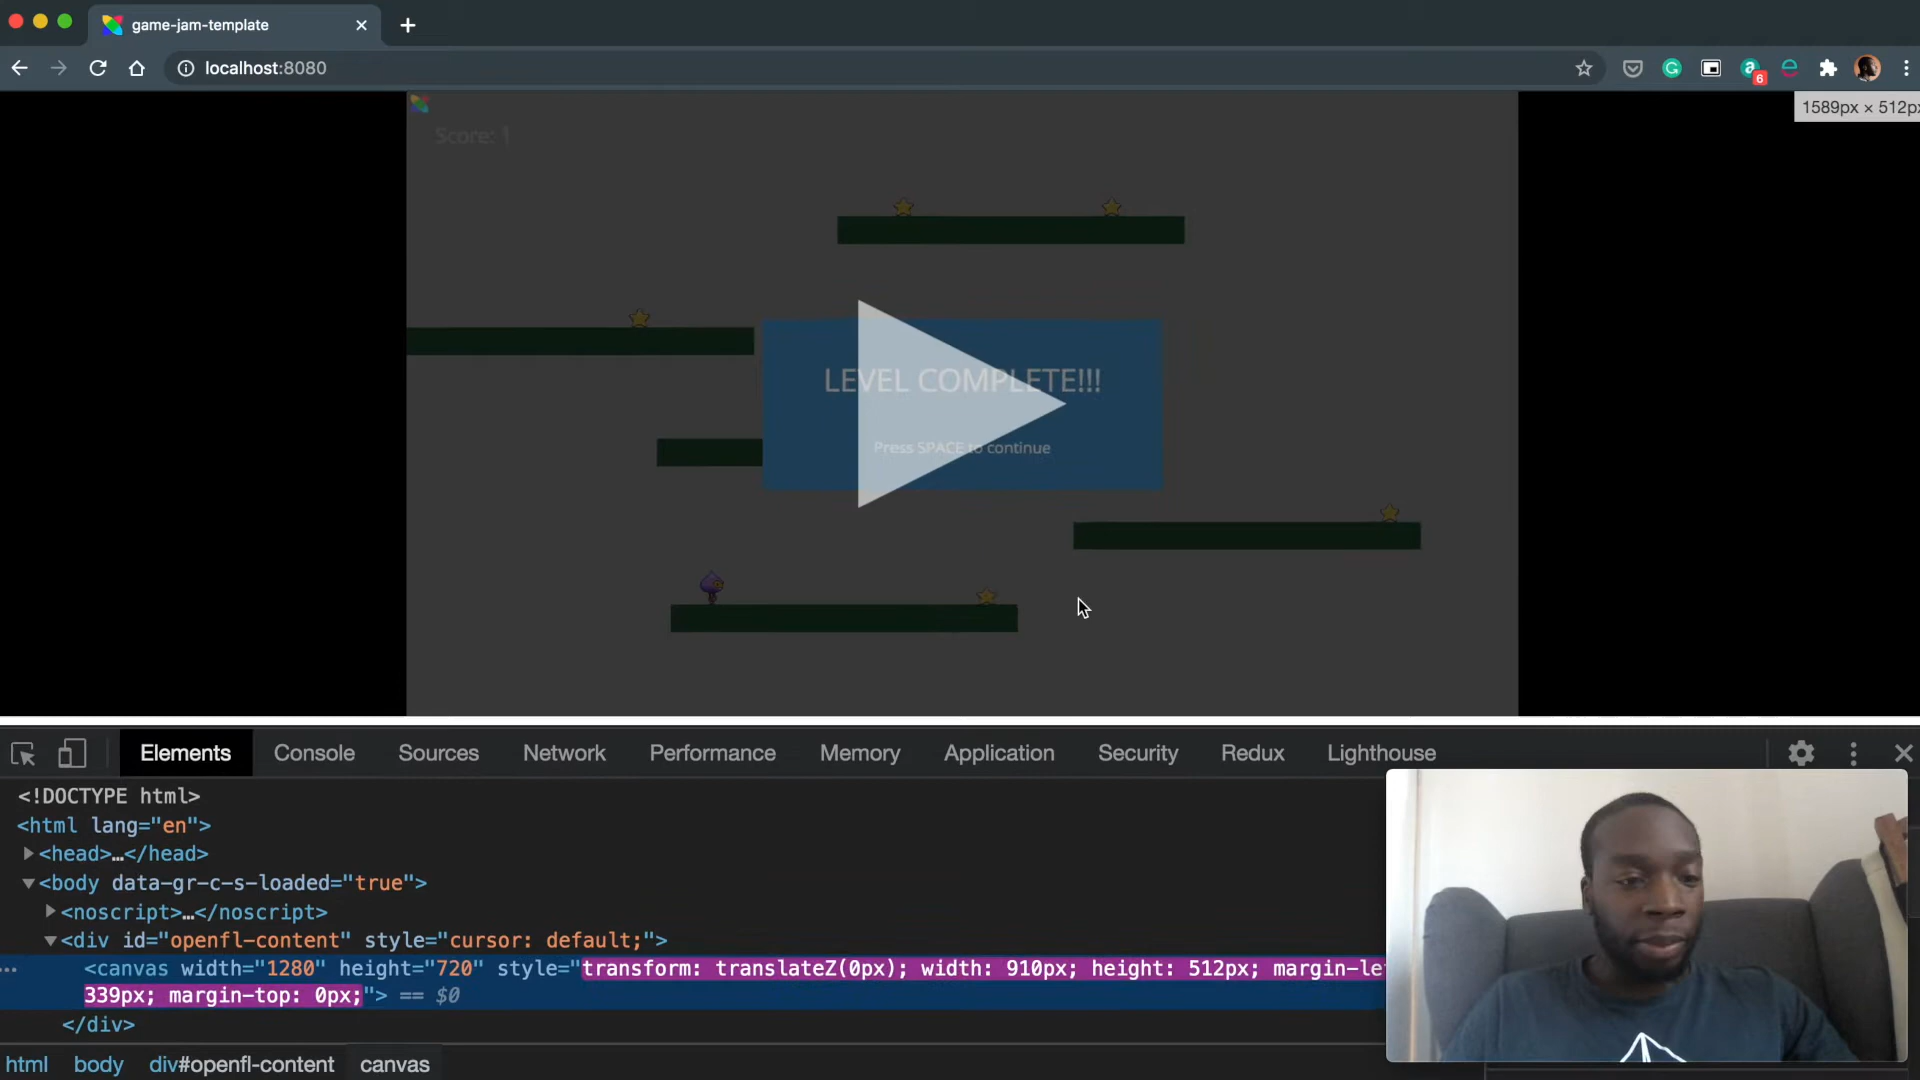 game-jam-template
localhost:8080
6
1589px × 512px
Score: 1
LEVEL COMPLETE!!!
Press SPACE to continue
Elements Console Sources Network Performance Memory Application Security Redux Lighthouse
<!DOCTYPE html>
<html lang="en">
<head>…</head>
<body data-gr-c-s-loaded="true">
<noscript>…</noscript>
<div id="openfl-content" style="cursor: default;">
<canvas width="1280" height="720" style="transform: translateZ(0px); width: 910px; height: 512px; margin-le
339px; margin-top: 0px;"> == $0
</div>
html body div#openfl-content canvas